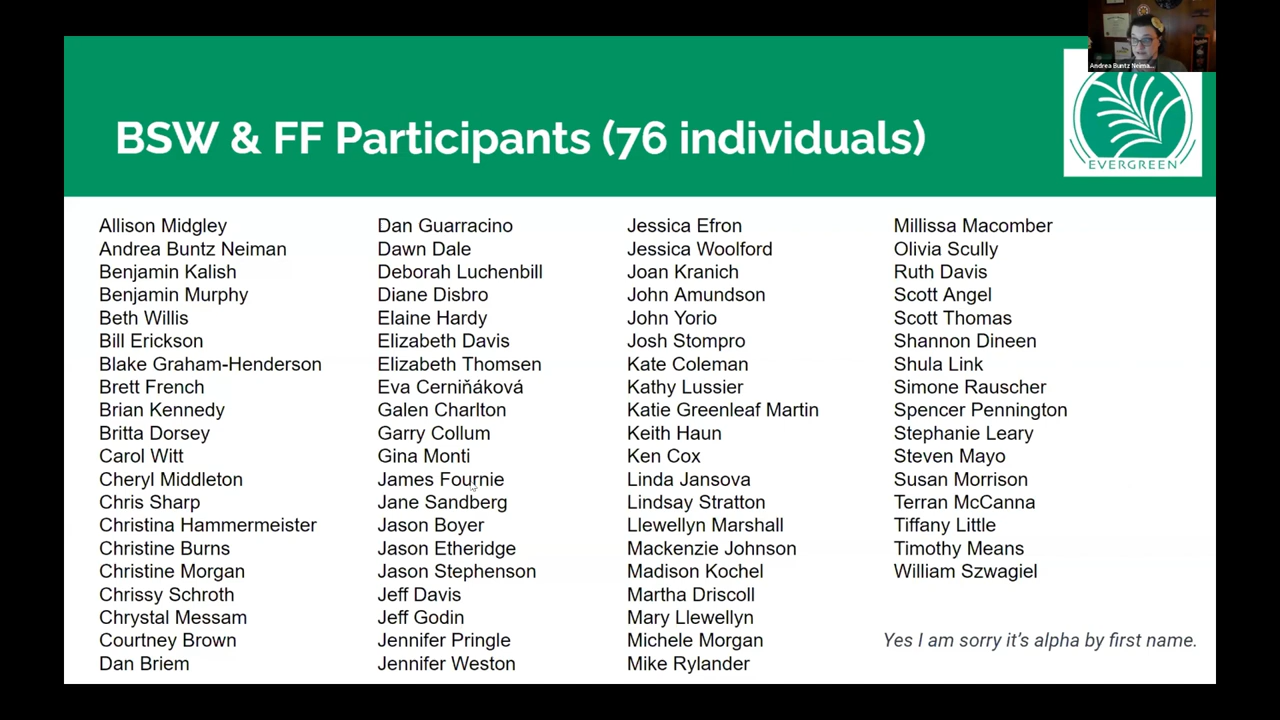 Andrea Buntz Neima...
BSW & FF Participants (76 individuals)
EVERGREEN
Allison Midgley
Andrea Buntz Neiman
Benjamin Kalish
Benjamin Murphy
Beth Willis
Bill Erickson
Blake Graham-Henderson
Brett French
Brian Kennedy
Britta Dorsey
Carol Witt
Cheryl Middleton
Chris Sharp
Christina Hammermeister
Christine Burns
Christine Morgan
Chrissy Schroth
Chrystal Messam
Courtney Brown
Dan Briem
Dan Guarracino
Dawn Dale
Deborah Luchenbill
Diane Disbro
Elaine Hardy
Elizabeth Davis
Elizabeth Thomsen
Eva Cerniňáková
Galen Charlton
Garry Collum
Gina Monti
James Fournie
Jane Sandberg
Jason Boyer
Jason Etheridge
Jason Stephenson
Jeff Davis
Jeff Godin
Jennifer Pringle
Jennifer Weston
Jessica Efron
Jessica Woolford
Joan Kranich
John Amundson
John Yorio
Josh Stompro
Kate Coleman
Kathy Lussier
Katie Greenleaf Martin
Keith Haun
Ken Cox
Linda Jansova
Lindsay Stratton
Llewellyn Marshall
Mackenzie Johnson
Madison Kochel
Martha Driscoll
Mary Llewellyn
Michele Morgan
Mike Rylander
Millissa Macomber
Olivia Scully
Ruth Davis
Scott Angel
Scott Thomas
Shannon Dineen
Shula Link
Simone Rauscher
Spencer Pennington
Stephanie Leary
Steven Mayo
Susan Morrison
Terran McCanna
Tiffany Little
Timothy Means
William Szwagiel
Yes I am sorry it's alpha by first name.